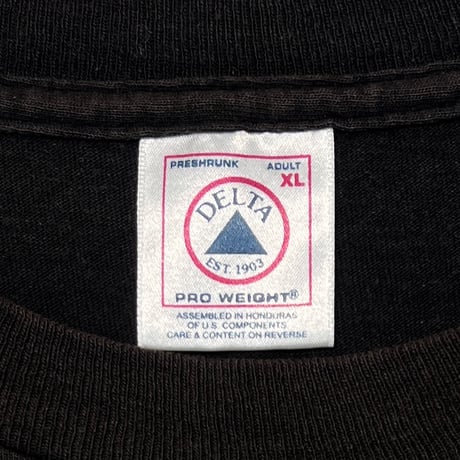 PRESHRUNK ADULT
XL
DELTA
EST. 1903
PRO WEIGHT®
ASSEMBLED IN HONDURAS
OF U.S. COMPONENTS
CARE & CONTENT ON REVERSE